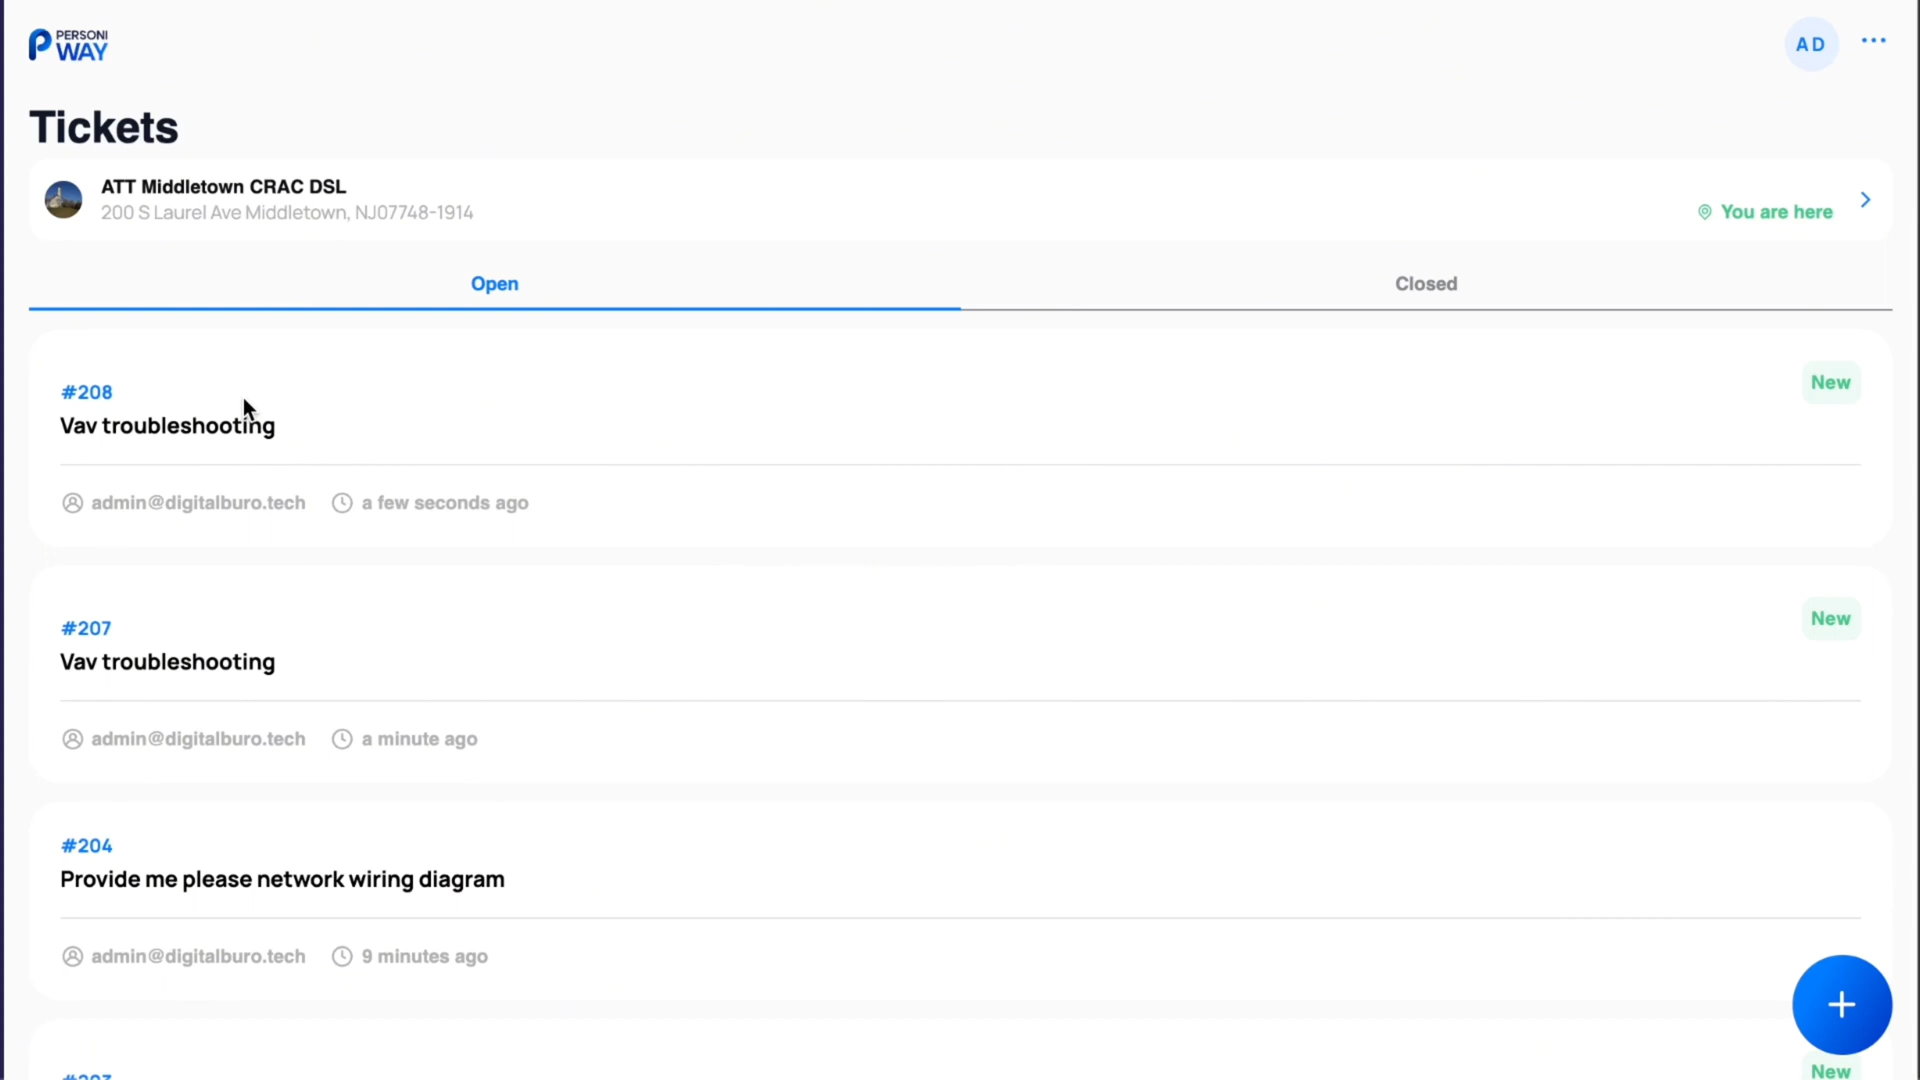 PERSONI
WAY
AD
Tickets
ATT Middletown CRAC DSL
200 S Laurel Ave Middletown, NJ07748-1914
You are here
Open
Closed
#208
New
Vav troubleshooting
admin@digitalburo.tech
a few seconds ago
#207
New
Vav troubleshooting
admin@digitalburo.tech
a minute ago
#204
Provide me please network wiring diagram
admin@digitalburo.tech
9 minutes ago
New